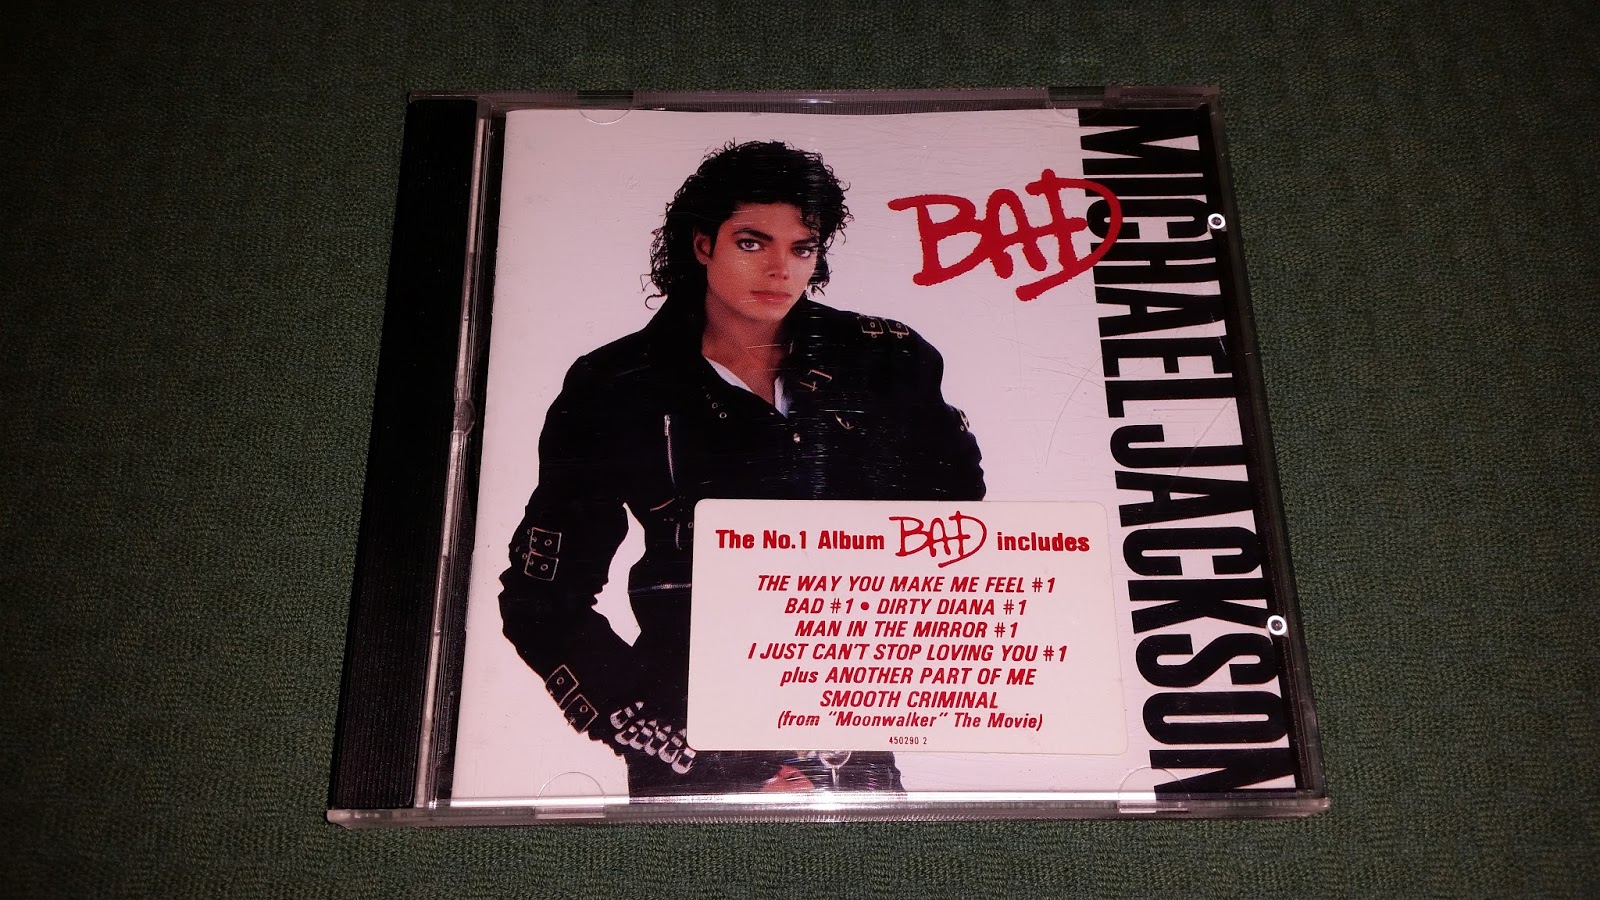 BAD
MICHAEL JACKSON
The No.1 Album BAD includes
THE WAY YOU MAKE ME FEEL #1
BAD #1 • DIRTY DIANA #1
MAN IN THE MIRROR #1
I JUST CAN'T STOP LOVING YOU #1
plus ANOTHER PART OF ME
SMOOTH CRIMINAL
(from "Moonwalker" The Movie)
450290 2